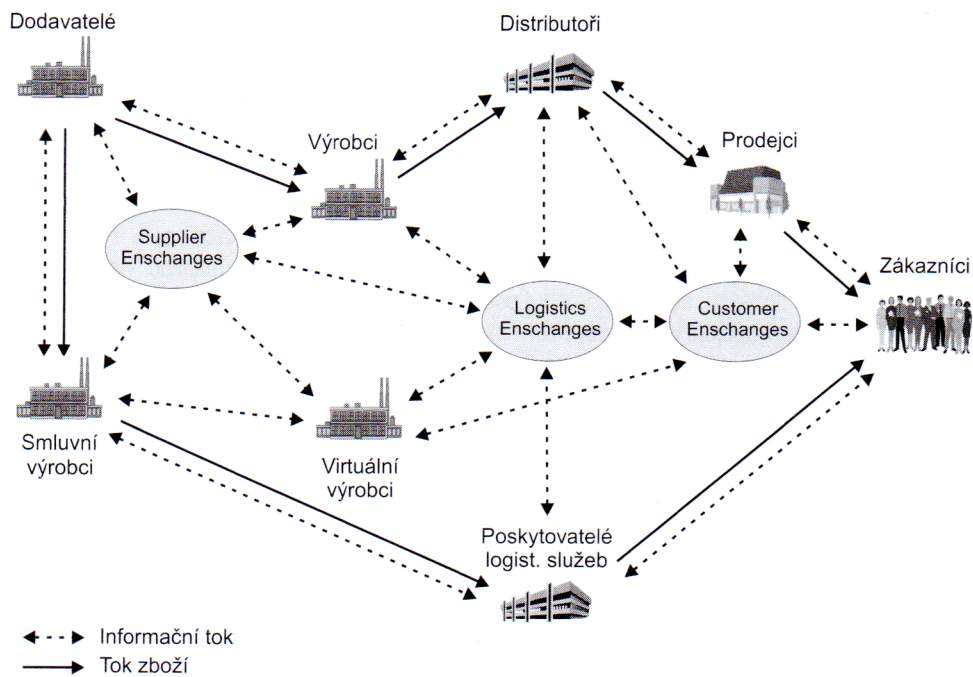 Dodavatelé
Distributoři
Výrobci
Prodejci
Supplier
Enschanges
Zákazníci
Logistics
Enschanges
Customer
Enschanges
Smluvní
výrobci
Virtuální
výrobci
Poskytovatelé
logist. služeb
Informační tok
Tok zboží